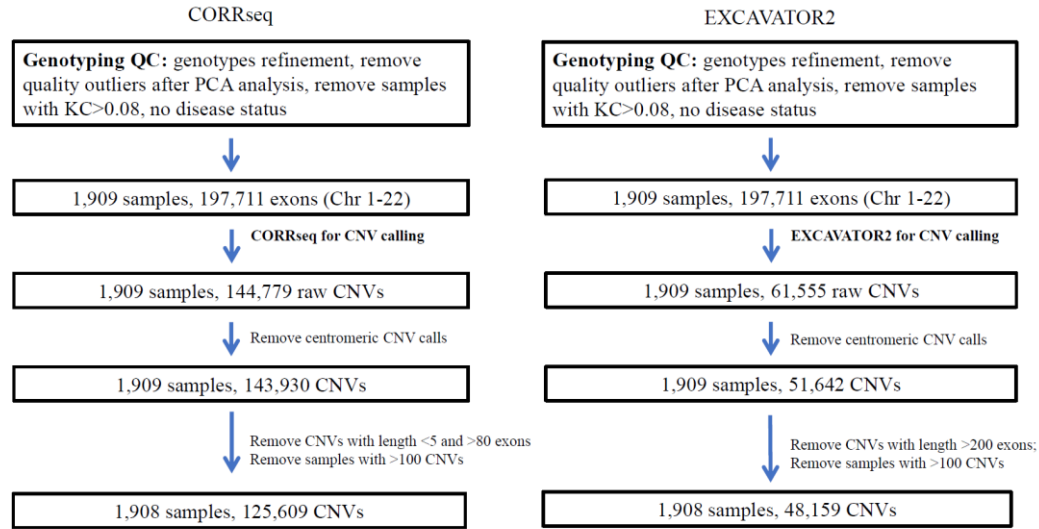 CORRseq
Genotyping QC: genotypes refinement, remove
quality outliers after PCA analysis, remove samples
with KC>0.08, no disease status
1,909 samples, 197,711 exons (Chr 1-22)
CORRseq for CNV calling
1,909 samples, 144,779 raw CNVs
Remove centromeric CNV calls
1,909 samples, 143,930 CNVs
Remove CNVs with length <5 and >80 exons
Remove samples with >100 CNVs
1,908 samples, 125,609 CNVs
EXCAVATOR2
Genotyping QC: genotypes refinement, remove
quality outliers after PCA analysis, remove samples
with KC>0.08, no disease status
1,909 samples, 197,711 exons (Chr 1-22)
EXCAVATOR2 for CNV calling
1,909 samples, 61,555 raw CNVs
Remove centromeric CNV calls
1,909 samples, 51,642 CNVs
Remove CNVs with length >200 exons;
Remove samples with >100 CNVs
1,908 samples, 48,159 CNVs